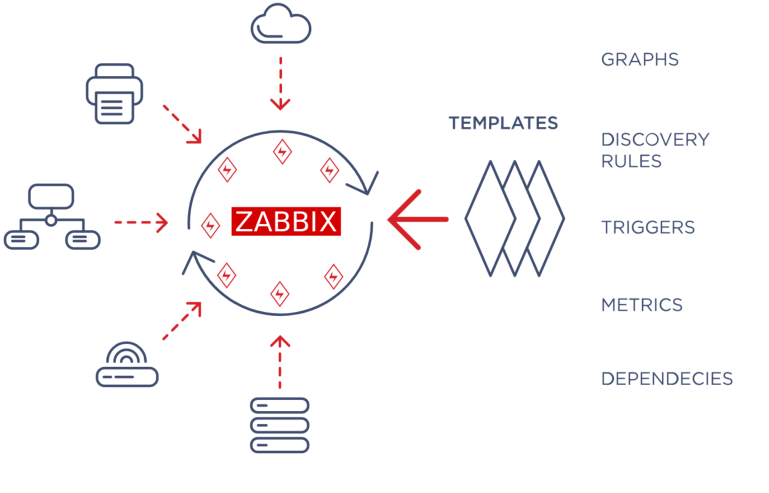 TEMPLATES
ZABBIX
GRAPHS
DISCOVERY
RULES
TRIGGERS
METRICS
DEPENDECIES